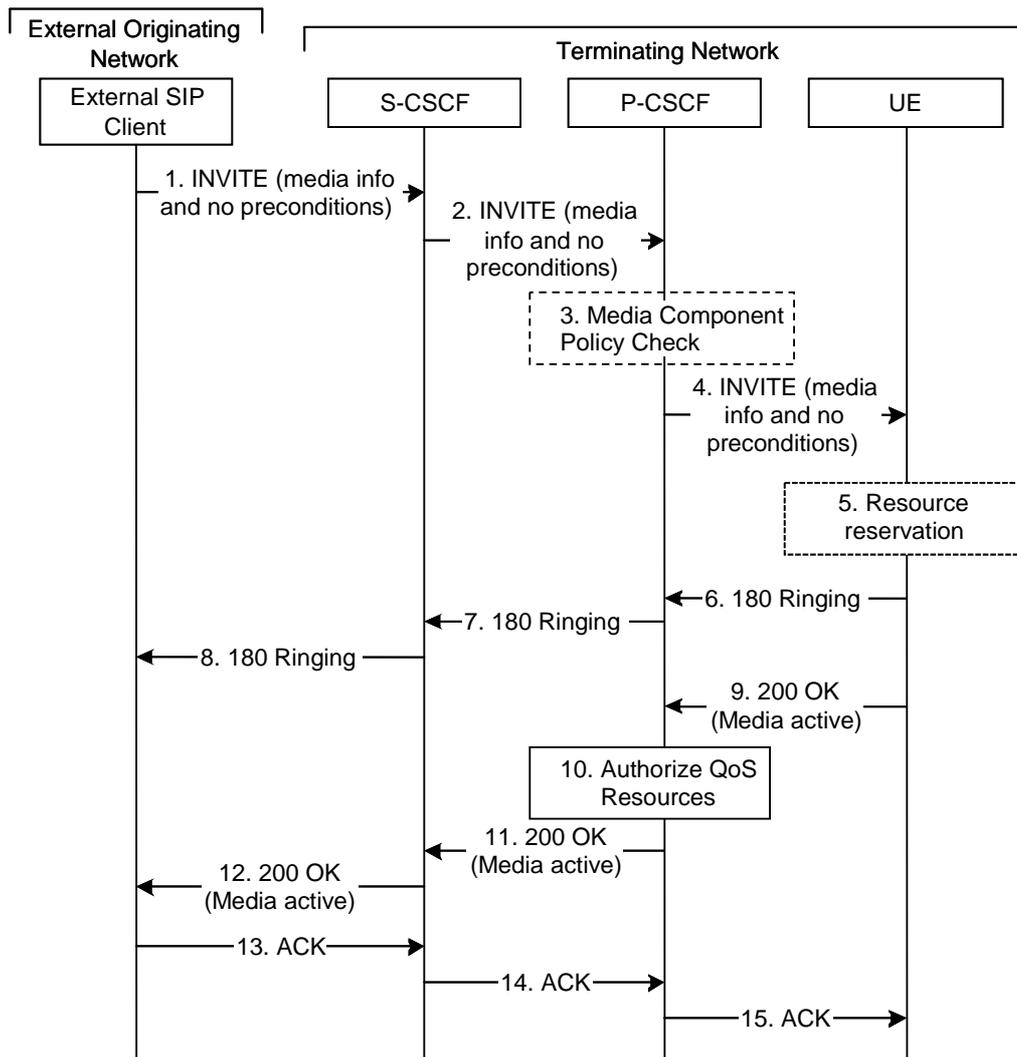 External Originating
Network
Terminating Network
External SIP
Client
S-CSCF
P-CSCF
UE
1. INVITE (media info
and no preconditions)
2. INVITE (media
info and no
preconditions)
3. Media Component
Policy Check
4. INVITE (media
info and no
preconditions)
5. Resource
reservation
6. 180 Ringing
7. 180 Ringing
8. 180 Ringing
9. 200 OK
(Media active)
10. Authorize QoS
Resources
11. 200 OK
(Media active)
12. 200 OK
(Media active)
13. ACK
14. ACK
15. ACK